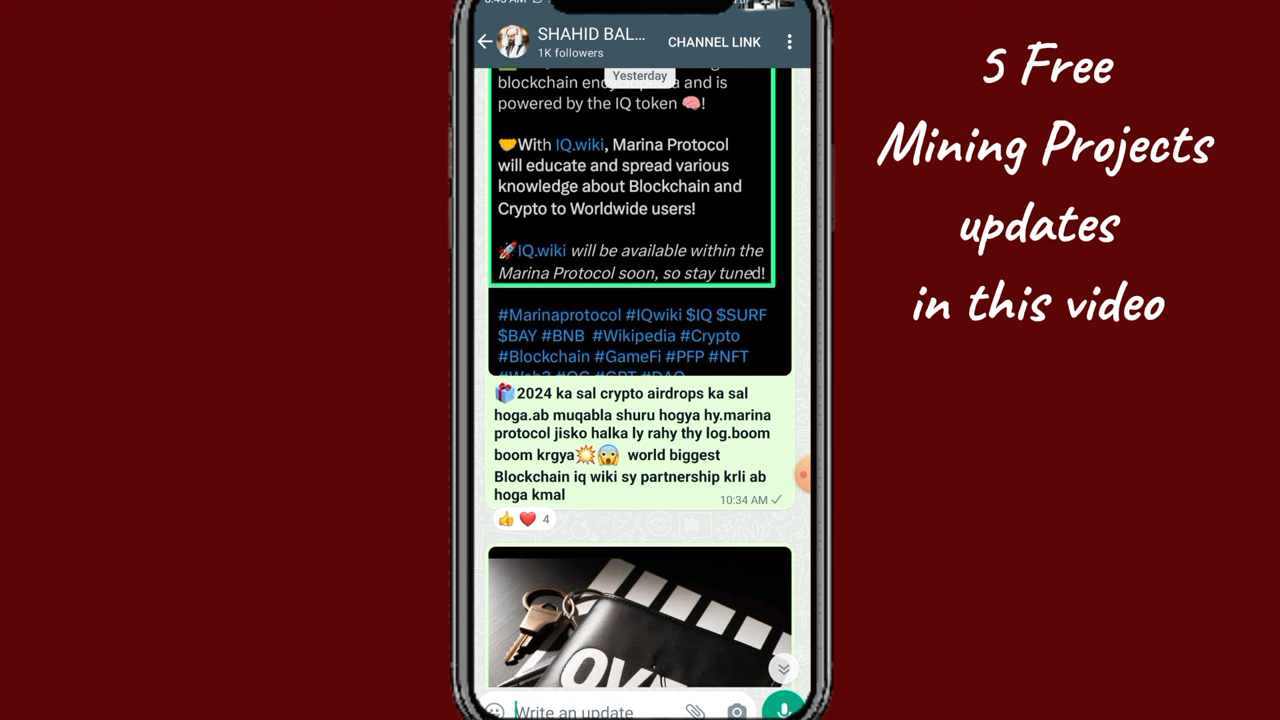 SHAHID BAL...
1K followers
CHANNEL LINK
Yesterday
blockchain and is
powered by the IQ token 🧠!
🤝With IQ.wiki, Marina Protocol
will educate and spread various
knowledge about Blockchain and
Crypto to Worldwide users!
🚀IQ.wiki will be available within the
Marina Protocol soon, so stay tuned!
#Marinaprotocol #IQwiki $IQ $SURF
$BAY #BNB #Wikipedia #Crypto
#Blockchain #GameFi #PFP #NFT
🎁2024 ka sal crypto airdrops ka sal
hoga.ab muqabla shuru hogya hy.marina
protocol jisko halka ly rahy thy log.boom
boom krgya💥😱 world biggest
Blockchain iq wiki sy partnership krli ab
hoga kmal
10:34 AM
👍❤️ 4
Write an update
5 Free
Mining Projects
updates
in this video